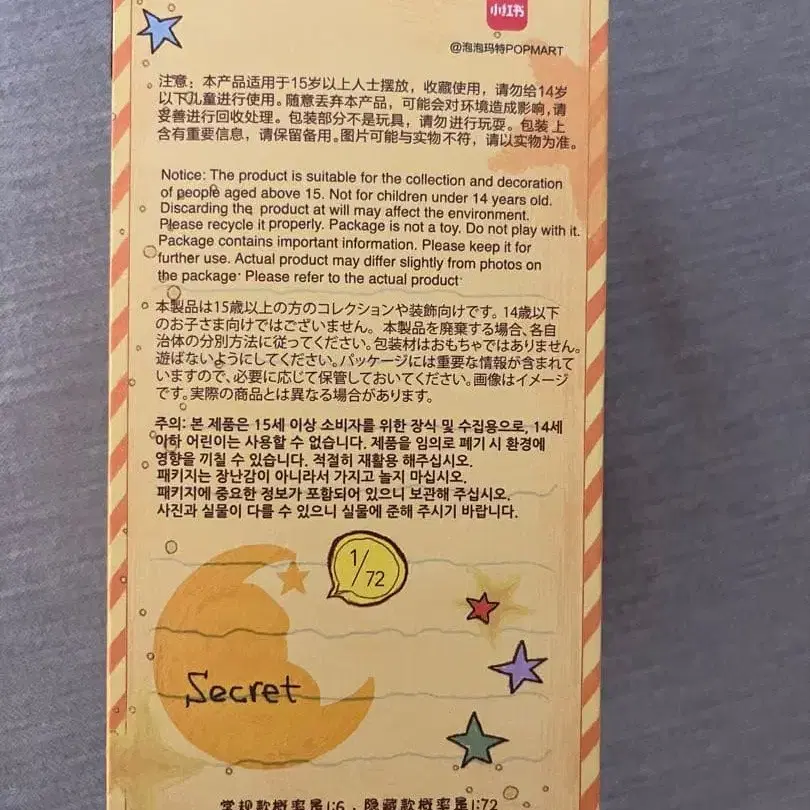 小红书
@泡泡玛特POPMART
注意：本产品适用于15岁以上人士摆放，收藏使用，请勿给14岁
以下儿童进行使用。随意丢弃本产品，可能会对环境造成影响,请
妥善进行回收处理。包装部分不是玩具，请勿进行玩耍。包装上
含有重要信息，请保留备用。图片可能与实物不符，请以实物为准。
Notice: The product is suitable for the collection and decoration
of people aged above 15. Not for children under 14 years old.
Discarding the product at will may affect the environment.
Please recycle it properly. Package is not a toy. Do not play with it.
Package contains important information. Please keep it for
further use. Actual product may differ slightly from photos on
the package· Please refer to the actual product·
本製品は15歳以上の方のコレクションや装飾向けです。14歳以下
のお子さま向けではございません。本製品を廃棄する場合、各自
治体の分別方法に従ってください。包装材はおもちゃではありません。
遊ばないようにしてください。パッケージには重要な情報が含まれて
いますので、必要に応じて保管しておいてください。画像はイメージ
です。実際の商品とは異なる場合があります。
주의: 본 제품은 15세 이상 소비자를 위한 장식 및 수집용으로, 14세
이하 어린이는 사용할 수 없습니다. 제품을 임의로 폐기 시 환경에
영향을 끼칠 수 있습니다. 적절히 재활용 해주십시오.
패키지는 장난감이 아니라서 가지고 놀지 마십시오.
패키지에 중요한 정보가 포함되어 있으니 보관해 주십시오.
사진과 실물이 다를 수 있으니 실물에 준해 주시기 바랍니다.
1/72
Secret
常规款概率是1:6，隐藏款概率是1:72